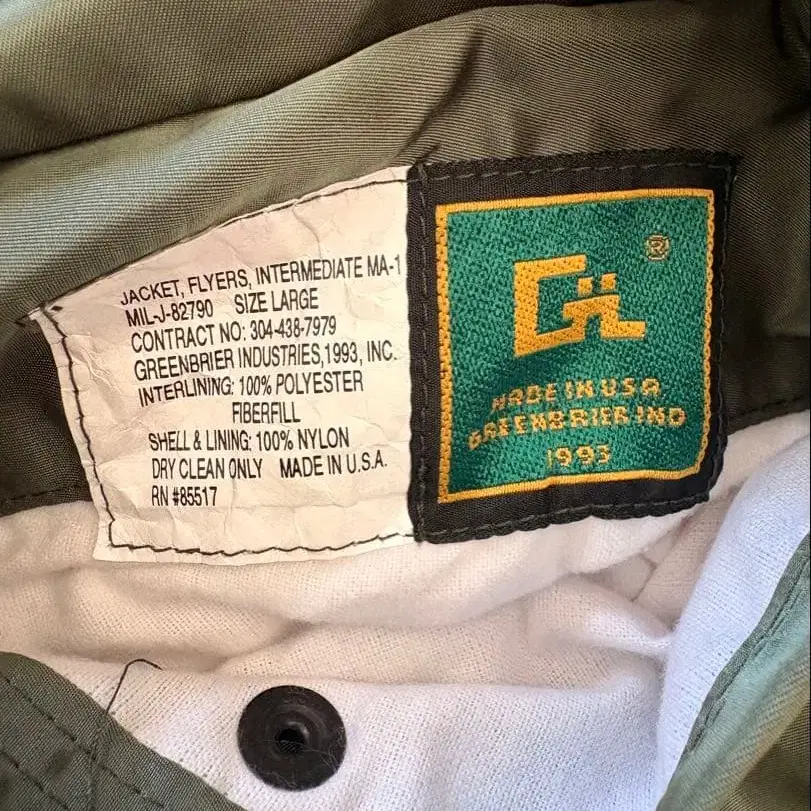 JACKET, FLYERS, INTERMEDIATE MA-1
MIL-J-82790 SIZE LARGE
CONTRACT NO: 304-438-7979
GREENBRIER INDUSTRIES,1993, INC.
INTERLINING: 100% POLYESTER
FIBERFILL
SHELL & LINING: 100% NYLON
DRY CLEAN ONLY MADE IN U.S.A.
RN #85517
®
MADE IN USA
GREENBRIER IND
1993